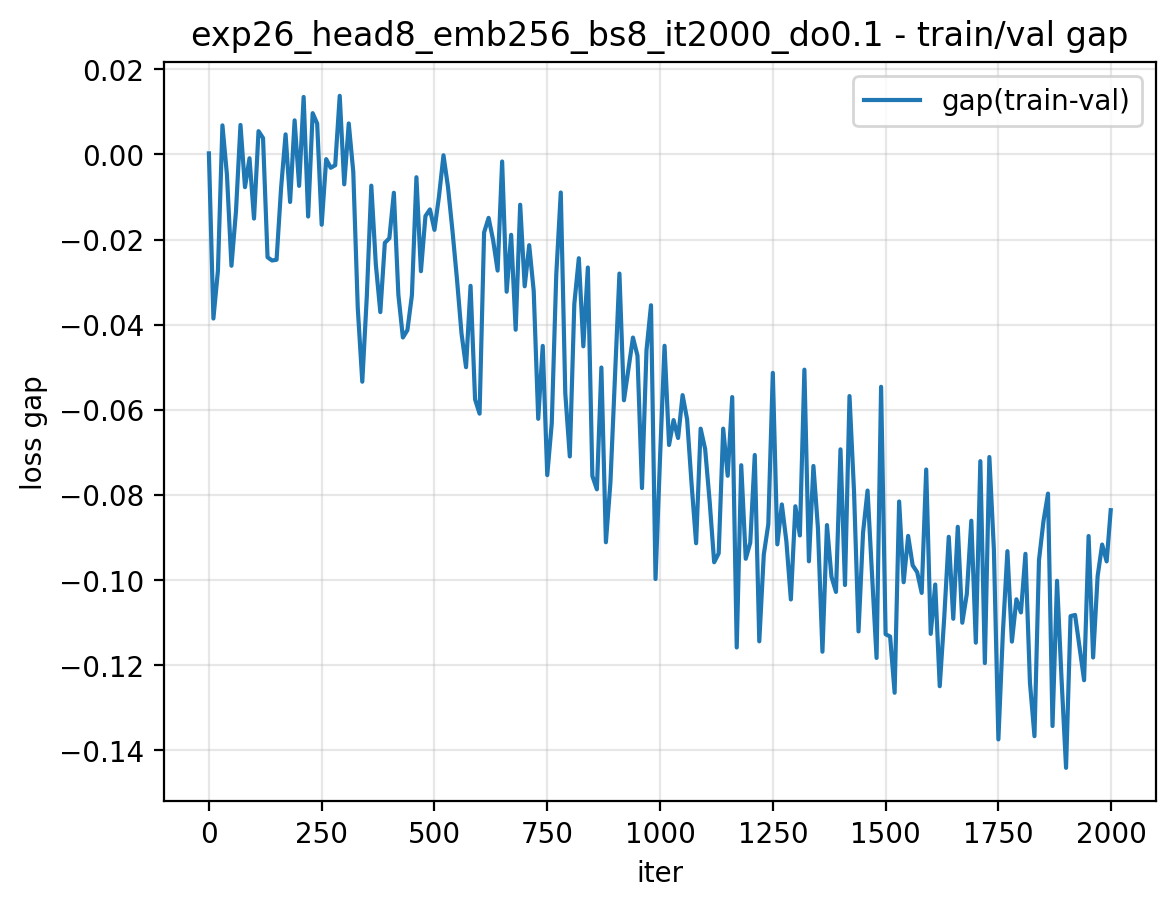 exp26_head8_emb256_bs8_it2000_do0.1 - train/val gap
gap(train-val)
loss gap
0.02
0.00
−0.02
−0.04
−0.06
−0.08
−0.10
−0.12
−0.14
0 250 500 750 1000 1250 1500 1750 2000
iter